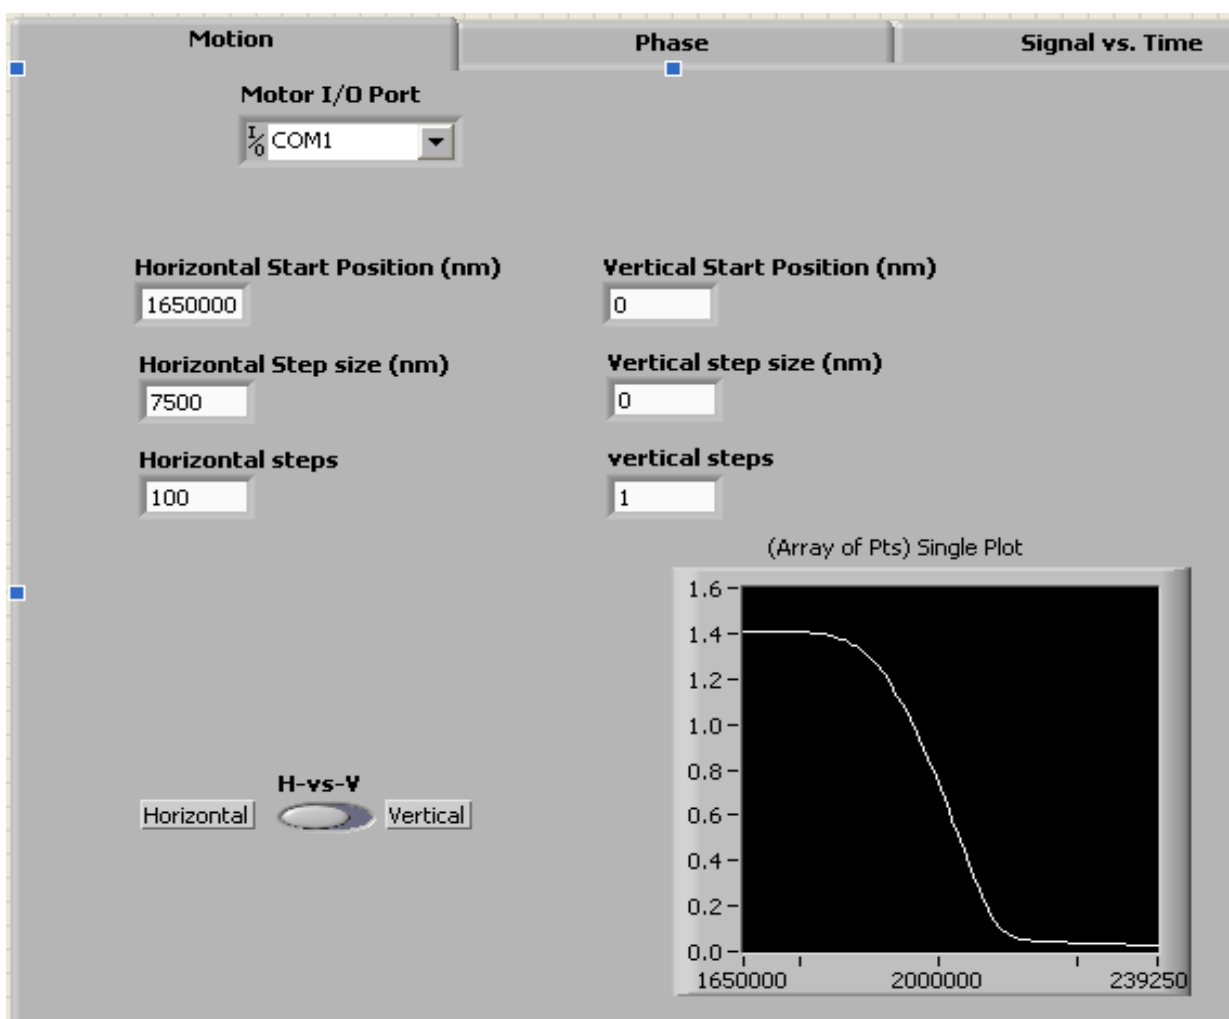 Motion Phase Signal vs. Time
Motor I/O Port
I/O COM1
Horizontal Start Position (nm) Vertical Start Position (nm)
1650000 0
Horizontal Step size (nm) Vertical step size (nm)
7500 0
Horizontal steps vertical steps
100 1
(Array of Pts) Single Plot
1.6
1.4
1.2
1.0
0.8
H-vs-V
Horizontal Vertical
0.6
0.4
0.2
0.0
1650000 2000000 239250